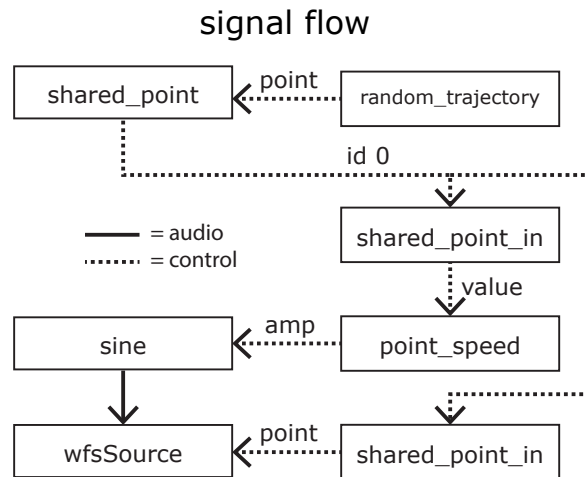 signal flow
shared_point
point
random_trajectory
id 0
= audio
= control
shared_point_in
value
sine
amp
point_speed
wfsSource
point
shared_point_in